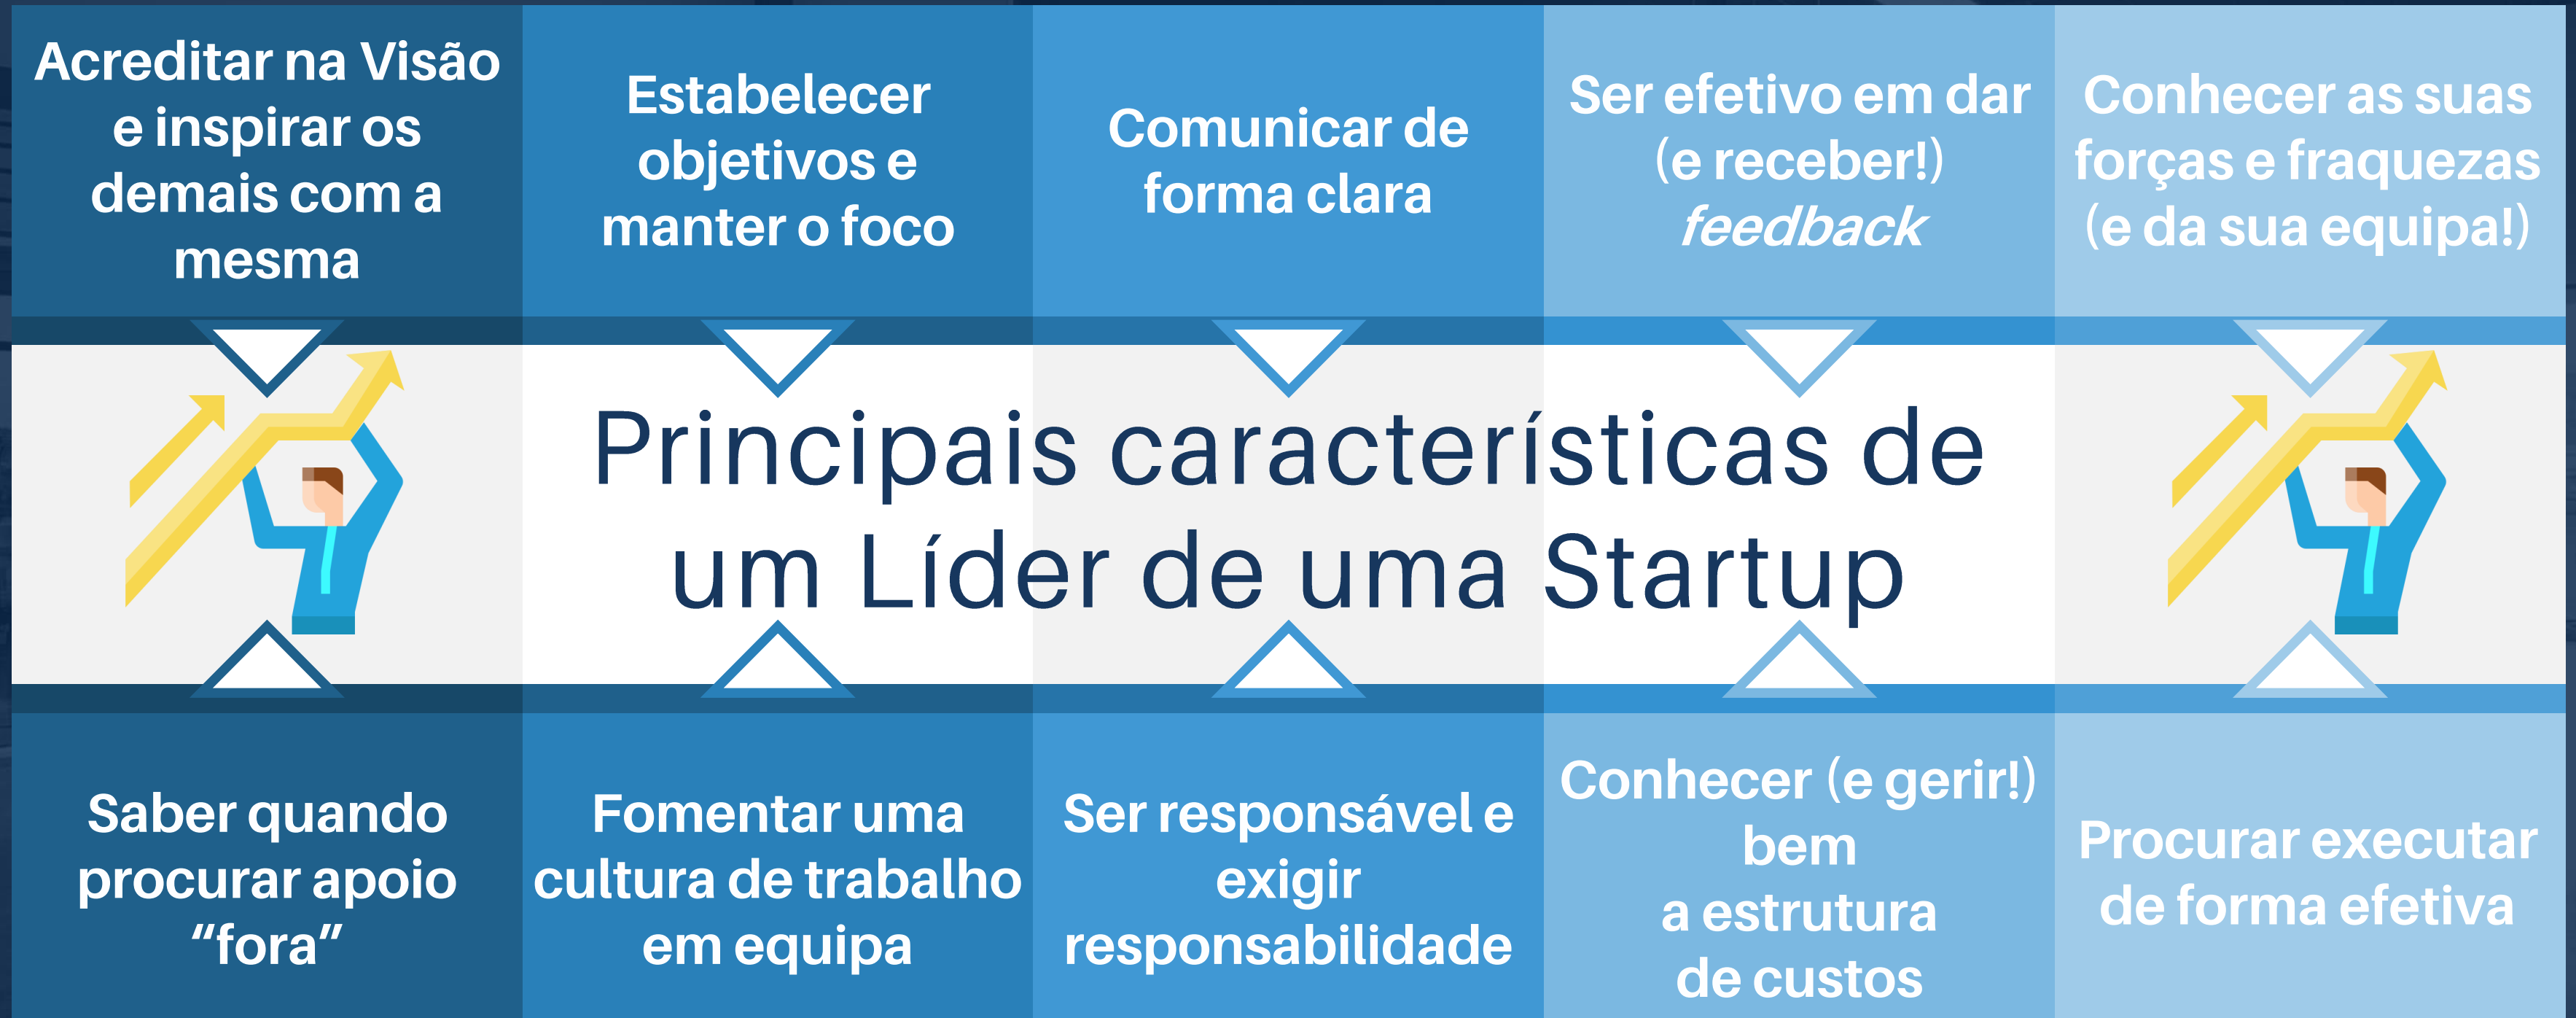 Acreditar na Visão
e inspirar os
demais com a
mesma
Estabelecer
objetivos e
manter o foco
Comunicar de
forma clara
Ser efetivo em dar
(e receber!)
feedback
Conhecer as suas
forças e fraquezas
(e da sua equipa!)
Principais características de
um Líder de uma Startup
Saber quando
procurar apoio
“fora”
Fomentar uma
cultura de trabalho
em equipa
Ser responsável e
exigir
responsabilidade
Conhecer (e gerir!)
bem
a estrutura
de custos
Procurar executar
de forma efetiva